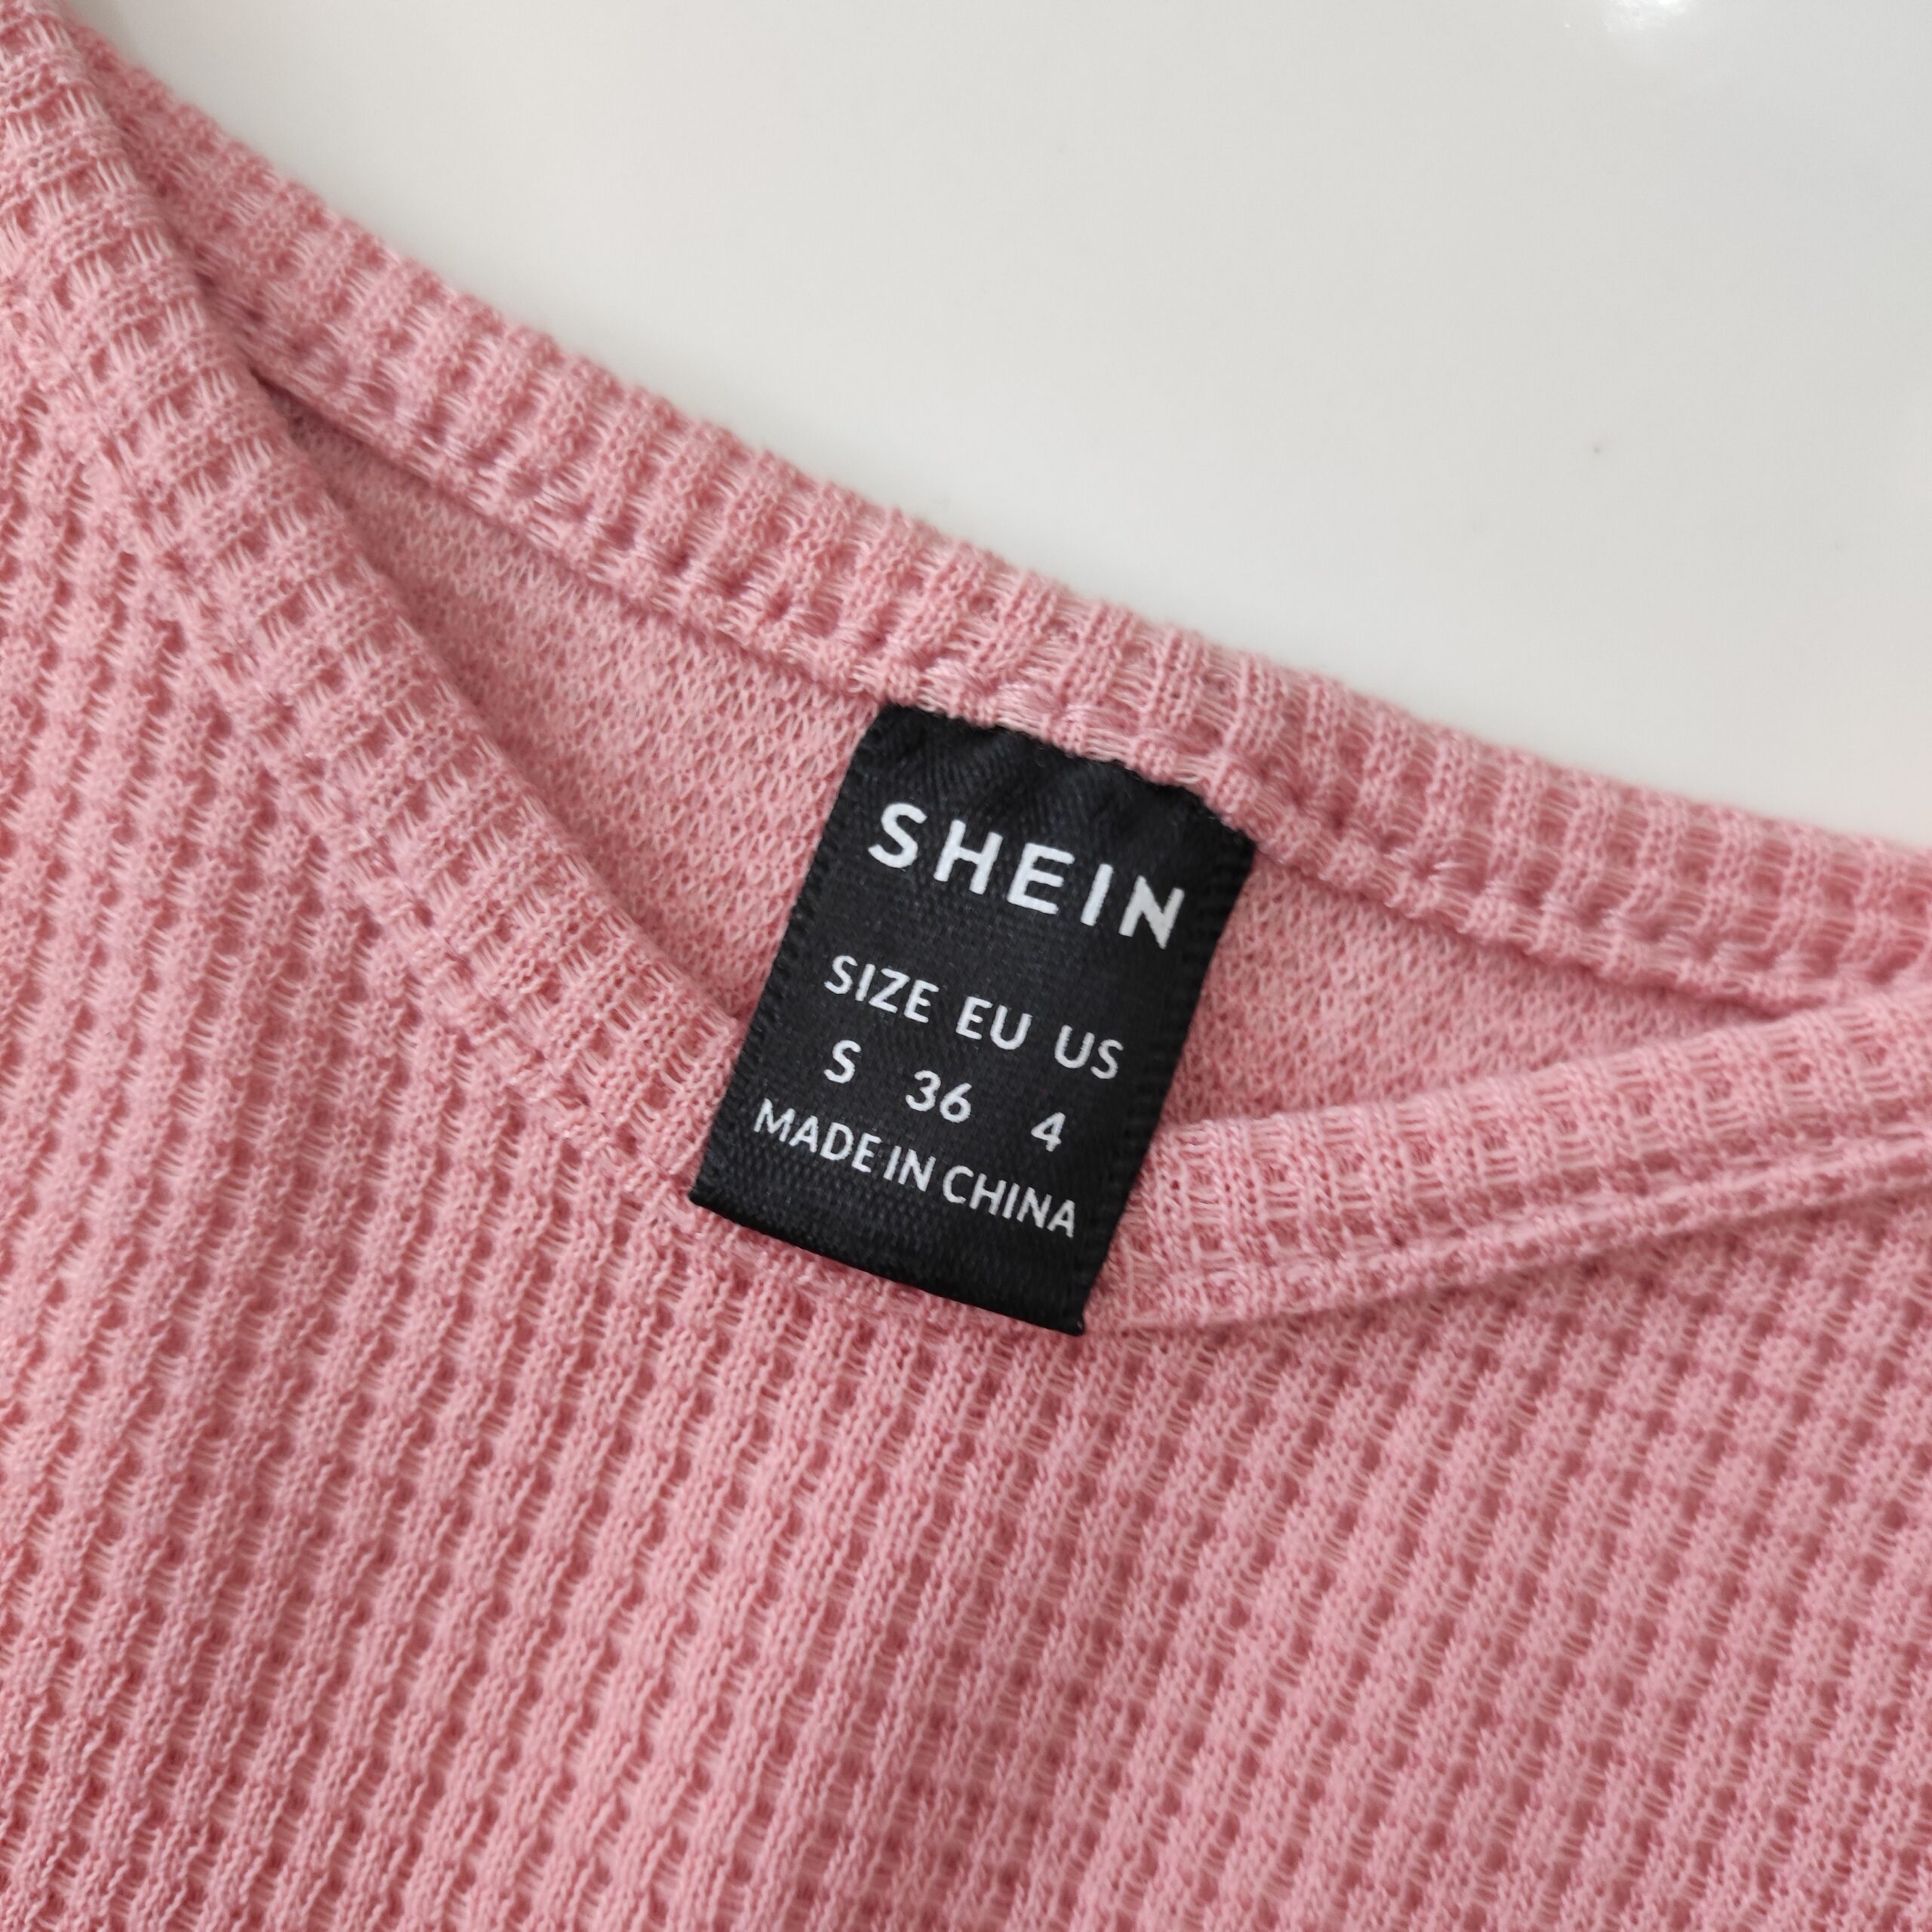 SHEIN
SIZE EU US
S 36 4
MADE IN CHINA